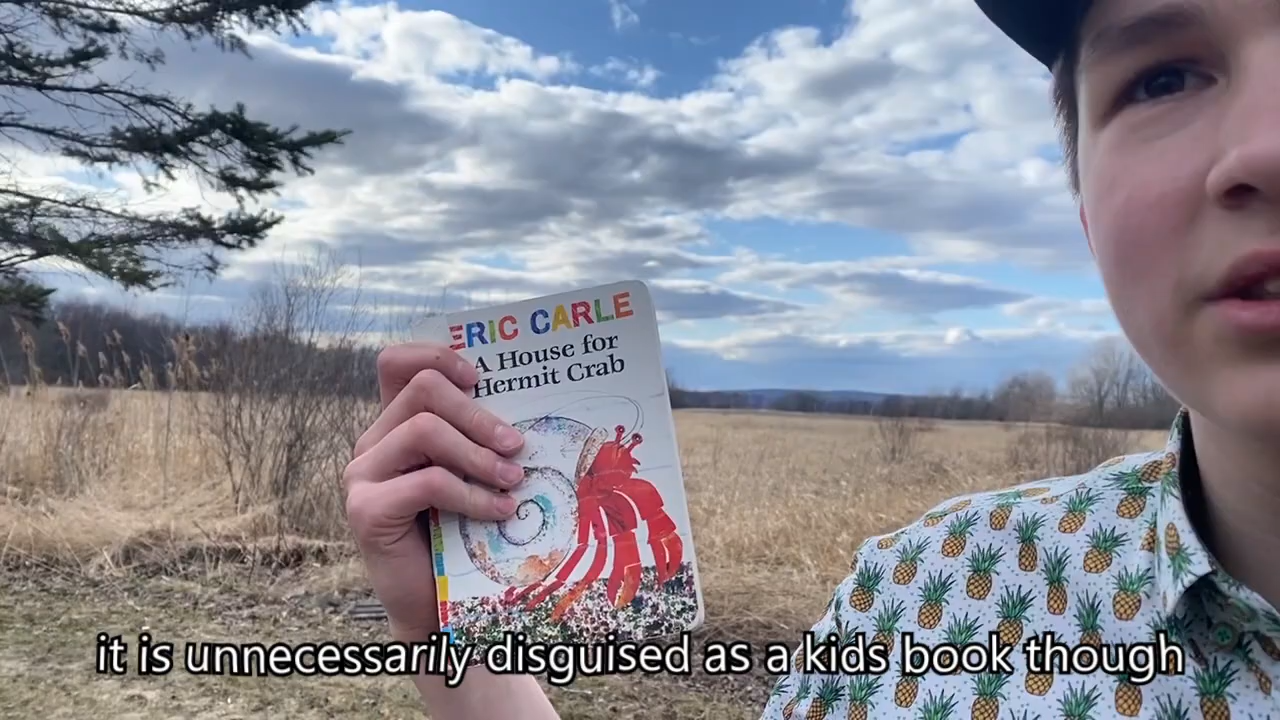 ERIC CARLE
A House for
Hermit Crab
it is unnecessarily disguised as a kids book though